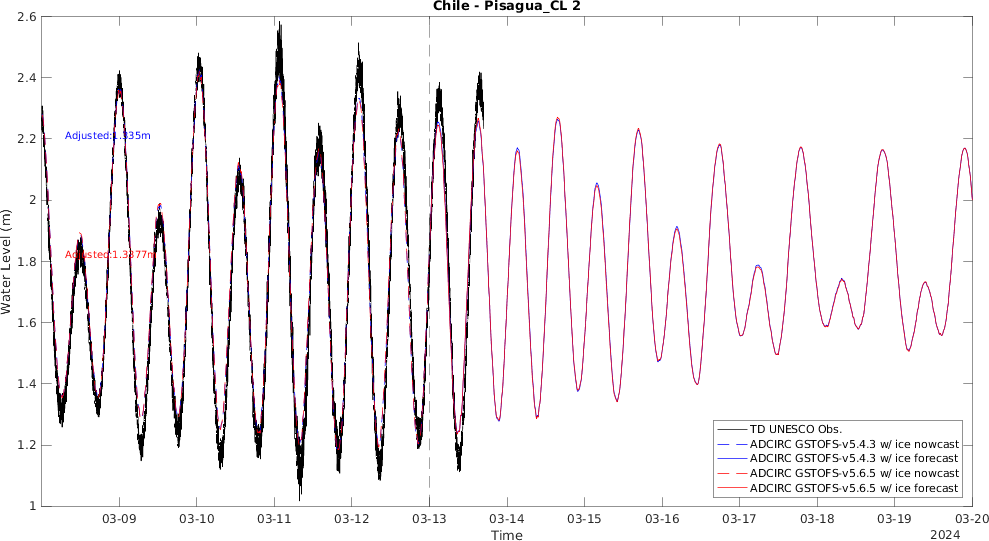 Chile - Pisagua_CL 2
Water Level (m)
2.6
2.4
2.2
2
1.8
1.6
1.4
1.2
1
Adjusted:1.335m
Adjusted:1.3377m
TD UNESCO Obs.
ADCIRC GSTOFS-v5.4.3 w/ ice nowcast
ADCIRC GSTOFS-v5.4.3 w/ ice forecast
ADCIRC GSTOFS-v5.6.5 w/ ice nowcast
ADCIRC GSTOFS-v5.6.5 w/ ice forecast
03-09 03-10 03-11 03-12 03-13 03-14 03-15 03-16 03-17 03-18 03-19 03-20
Time
2024